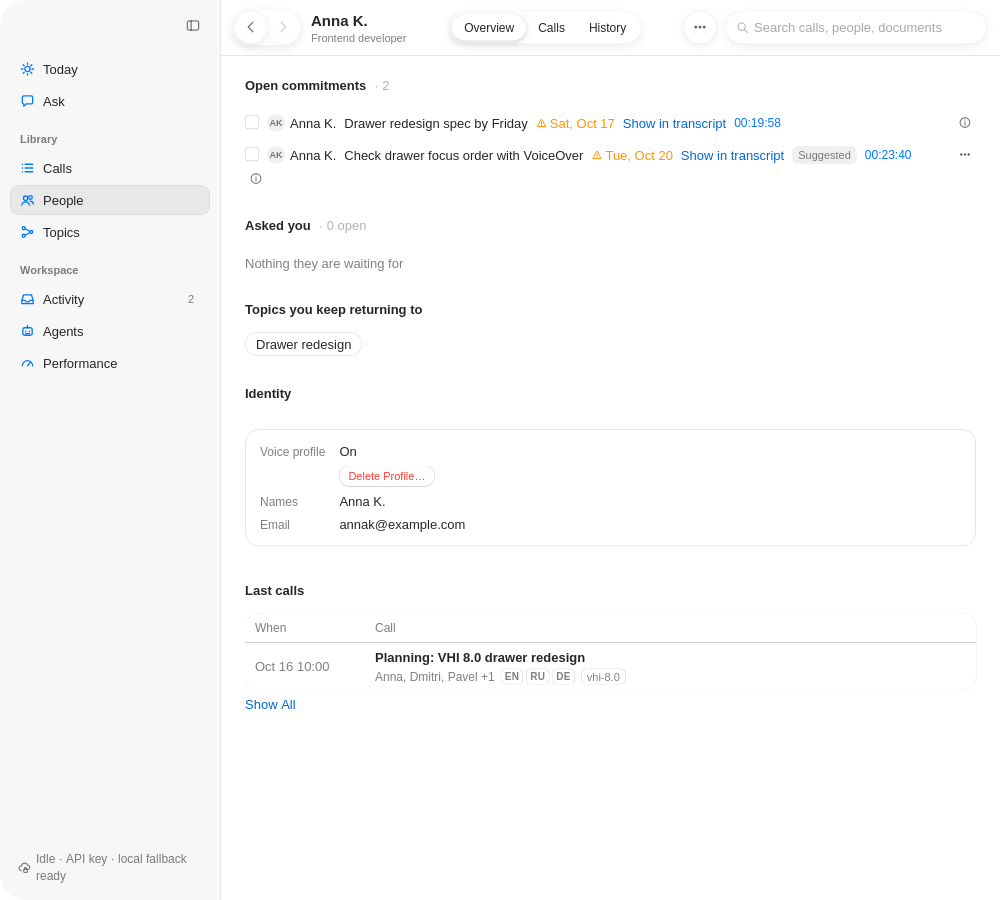 Anna K.
Frontend developer
Overview Calls History
Search calls, people, documents
Today
Ask
Library
Calls
People
Topics
Workspace
Activity 2
Agents
Performance
Idle · API key · local fallback
ready
Open commitments · 2
AK Anna K. Drawer redesign spec by Friday Sat, Oct 17 Show in transcript 00:19:58
AK Anna K. Check drawer focus order with VoiceOver Tue, Oct 20 Show in transcript Suggested 00:23:40
Asked you · 0 open
Nothing they are waiting for
Topics you keep returning to
Drawer redesign
Identity
Voice profile On
Delete Profile…
Names Anna K.
Email annak@example.com
Last calls
When Call
Oct 16 10:00 Planning: VHI 8.0 drawer redesign
Anna, Dmitri, Pavel +1 EN RU DE vhi-8.0
Show All